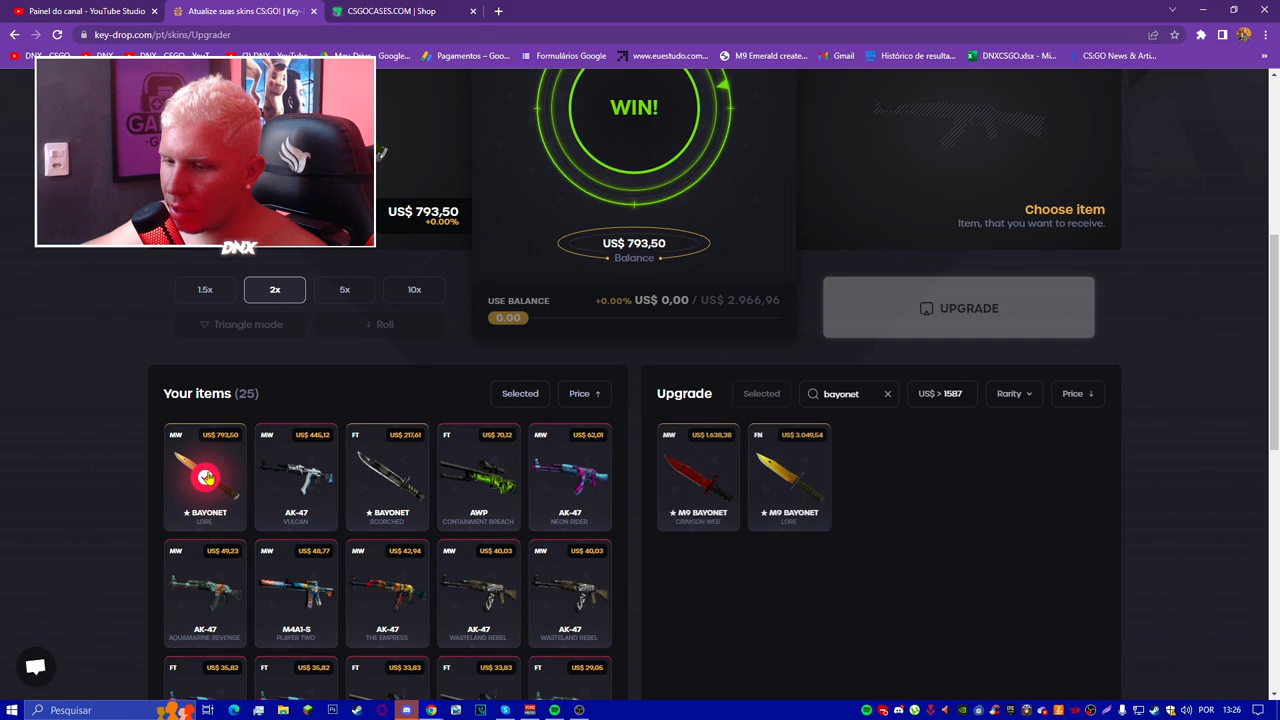 Painel do canal - YouTube Studio
Atualize suas skins CS:GO! | Key-
CSGOCASES.COM | Shop
key-drop.com/pt/skins/Upgrader
Pagamentos – Goo...
Formulários Google
www.euestudo.com...
M9 Emerald create...
Gmail
Histórico de resulta...
DNXCSGO.xlsx - Mi...
CS:GO News & Arti...
WIN!
DNX
US$ 793,50
+0.00%
US$ 793,50
Balance
Choose item
Item, that you want to receive.
1.5x
2x
5x
10x
USE BALANCE
+0.00% US$ 0,00 / US$ 2.966,96
0.00
UPGRADE
Triangle mode
Roll
Your items (25)
Selected
Price
Upgrade
Selected
bayonet
US$ > 1587
Rarity
Price
MW US$ 793,50
★ BAYONET
LORE
MW US$ 445,12
AK-47
VULCAN
FT US$ 217,61
★ BAYONET
SCORCHED
FT US$ 70,12
AWP
CONTAINMENT BREACH
MW US$ 62,01
AK-47
NEON RIDER
MW US$ 1.638,38
★ M9 BAYONET
CRIMSON WEB
FN US$ 3.049,54
★ M9 BAYONET
LORE
MW US$ 49,23
AK-47
AQUAMARINE REVENGE
MW US$ 48,77
M4A1-S
PLAYER TWO
MW US$ 42,94
AK-47
THE EMPRESS
MW US$ 40,03
AK-47
WASTELAND REBEL
MW US$ 40,03
AK-47
WASTELAND REBEL
FT US$ 35,82
FT US$ 35,82
FT US$ 33,83
FT US$ 33,83
FT US$ 29,05
Pesquisar
POR
13:26